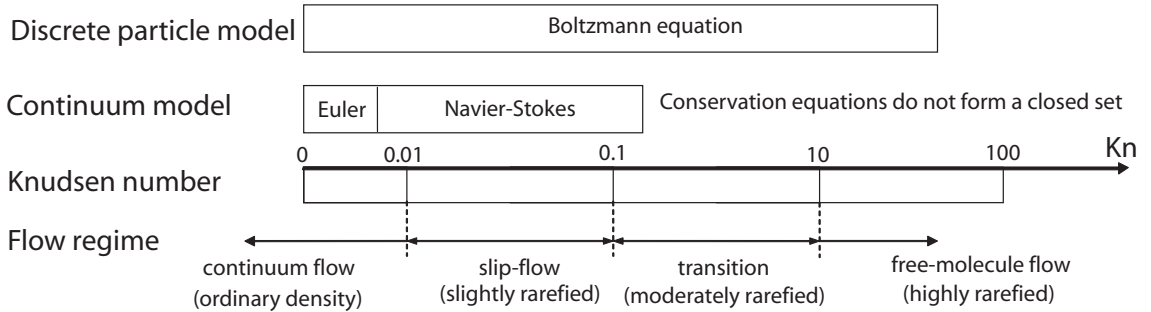 Discrete particle model
Boltzmann equation
Continuum model
Euler
Navier-Stokes
Conservation equations do not form a closed set
Knudsen number
0
0.01
0.1
10
100
Kn
Flow regime
continuum flow
(ordinary density)
slip-flow
(slightly rarefied)
transition
(moderately rarefied)
free-molecule flow
(highly rarefied)